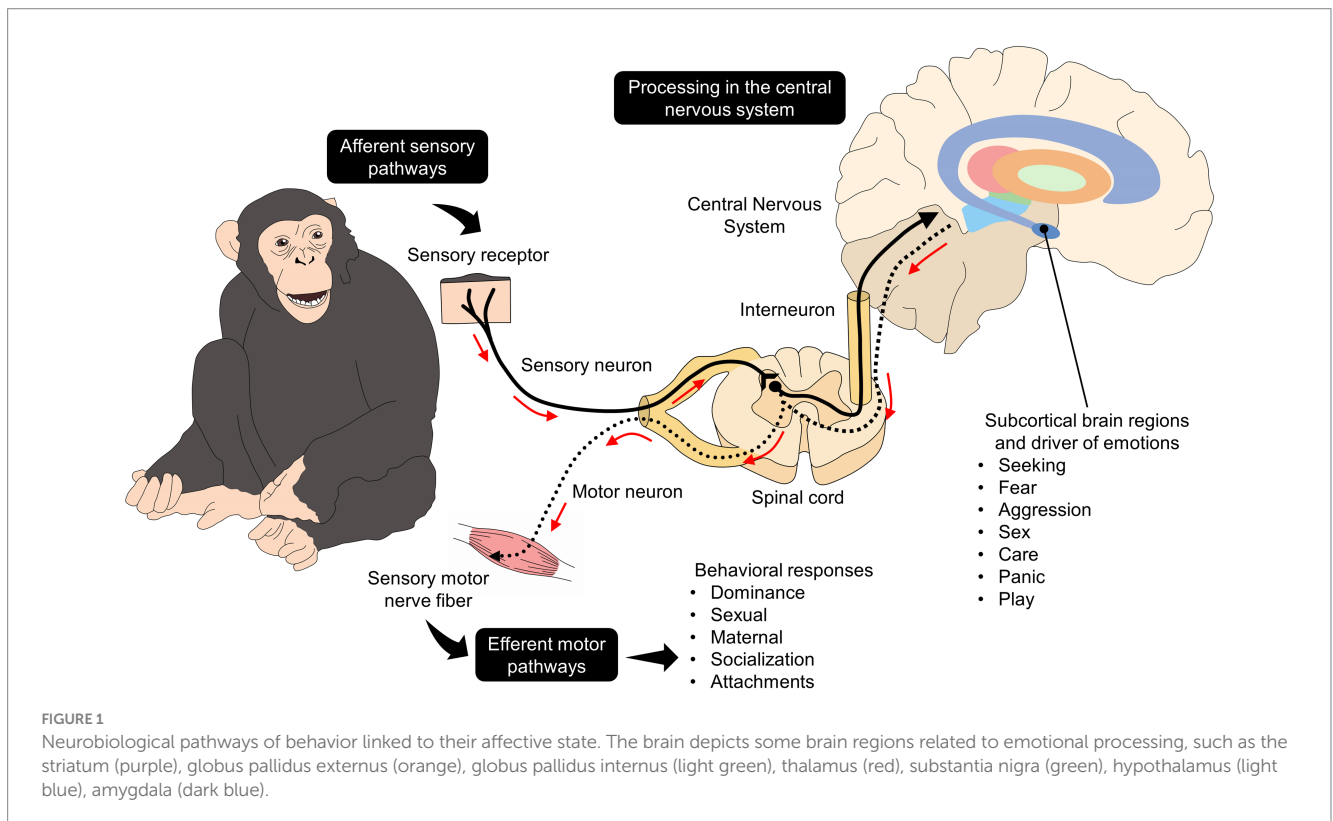 Processing in the central
nervous system
Afferent sensory
pathways
Central Nervous
System
Sensory receptor
Interneuron
Sensory neuron
Subcortical brain regions
and driver of emotions
• Seeking
• Fear
• Aggression
• Sex
• Care
• Panic
• Play
Motor neuron
Spinal cord
Sensory motor
nerve fiber
Behavioral responses
• Dominance
• Sexual
• Maternal
• Socialization
• Attachments
Efferent motor
pathways
FIGURE 1
Neurobiological pathways of behavior linked to their affective state. The brain depicts some brain regions related to emotional processing, such as the
striatum (purple), globus pallidus externus (orange), globus pallidus internus (light green), thalamus (red), substantia nigra (green), hypothalamus (light
blue), amygdala (dark blue).